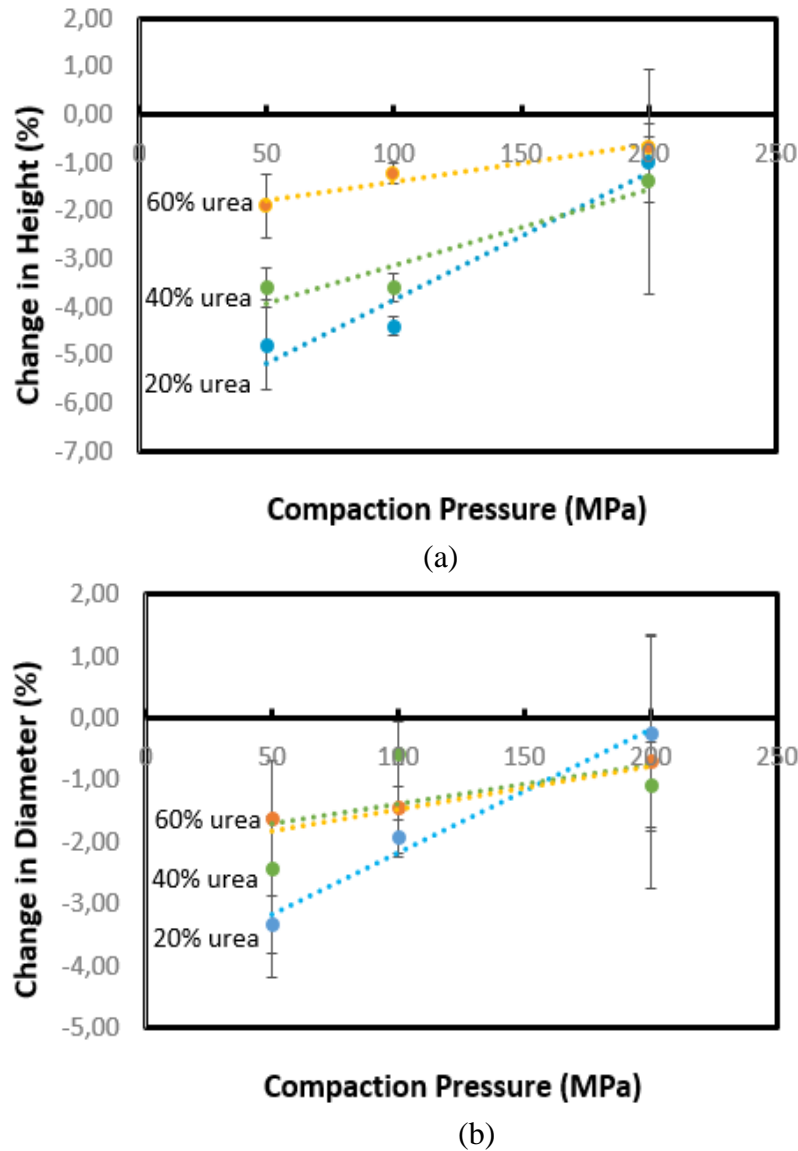 2,00
1,00
0,00
-1,00
-2,00
-3,00
-4,00
-5,00
-6,00
-7,00
0 50 100 150 200 250
Change in Height (%)
60% urea
40% urea
20% urea
Compaction Pressure (MPa)
(a)
2,00
1,00
0,00
-1,00
-2,00
-3,00
-4,00
-5,00
0 50 100 150 200 250
Change in Diameter (%)
60% urea
40% urea
20% urea
Compaction Pressure (MPa)
(b)